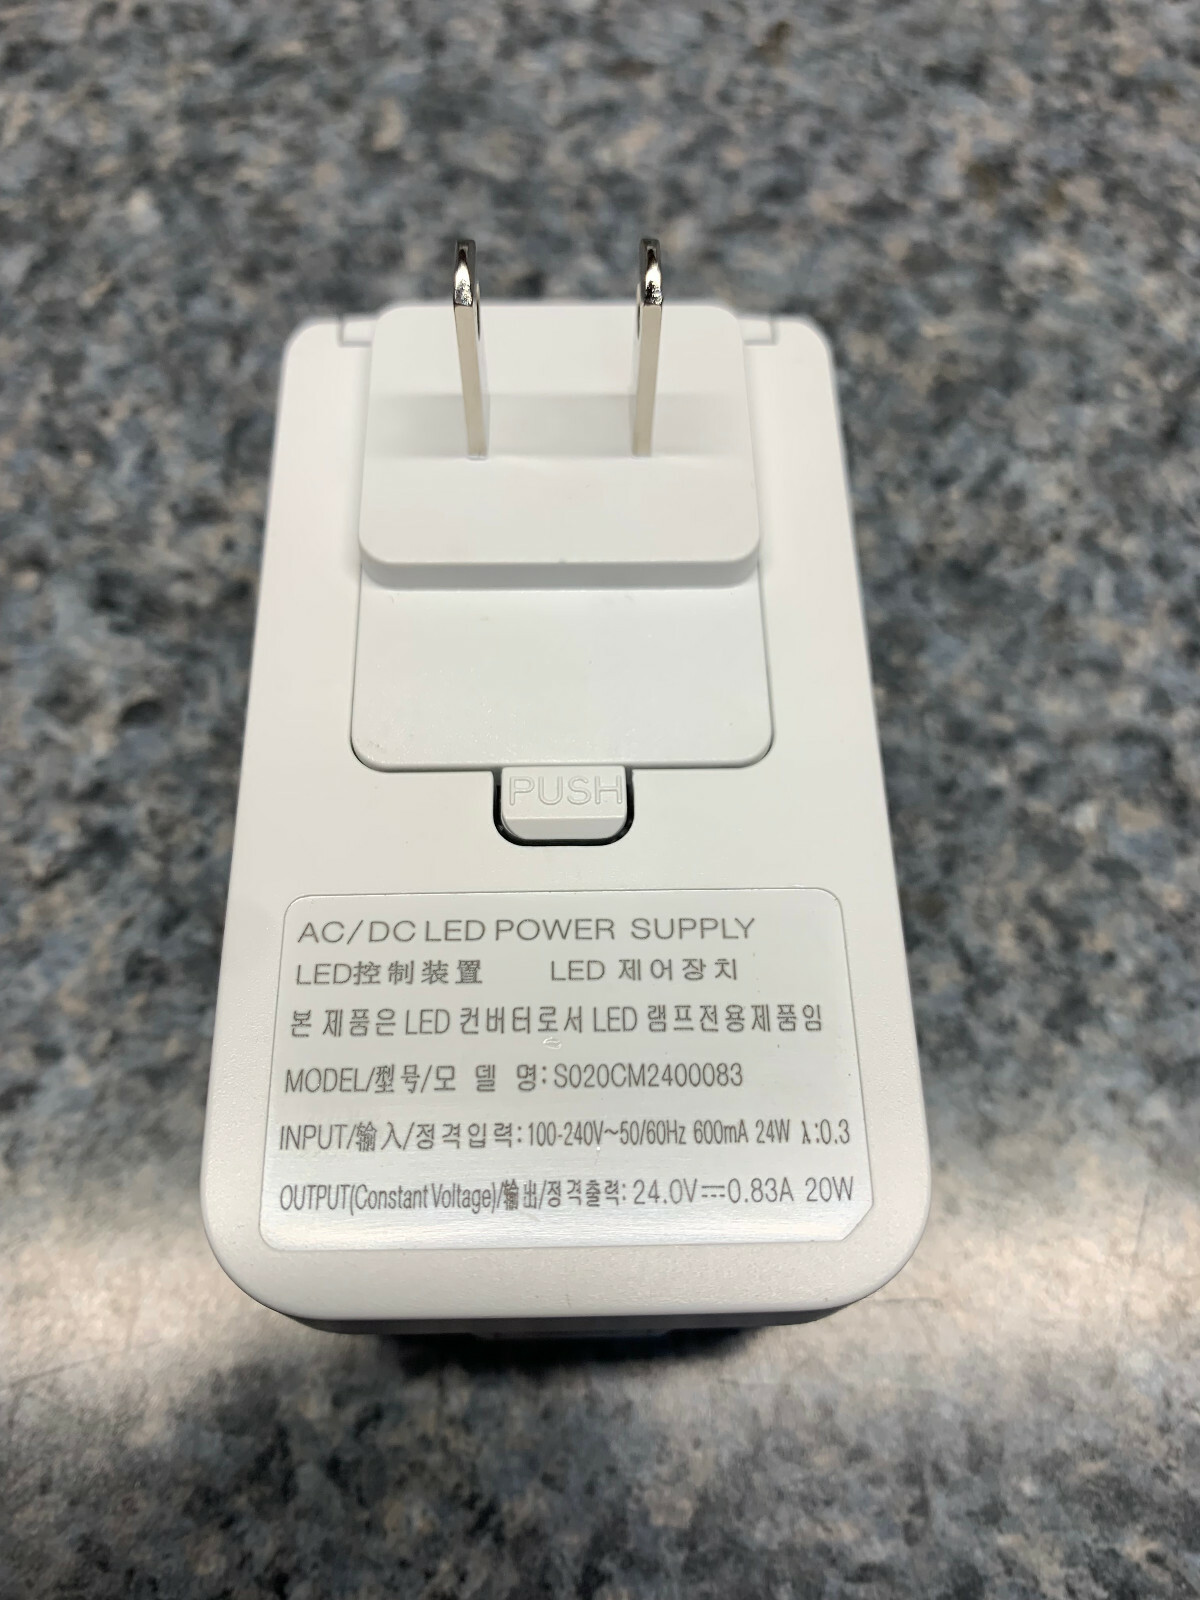 PUSH
AC/DC LED POWER SUPPLY
LED控制装置 LED 제어장치
본 제품은 LED 컨버터로서 LED 램프전용제품임
MODEL/型号/모 델 명: S020CM2400083
INPUT/输入/정격입력: 100-240V~50/60Hz 600mA 24W λ:0.3
OUTPUT(Constant Voltage)/输出/정격출력: 24.0V⎓0.83A 20W